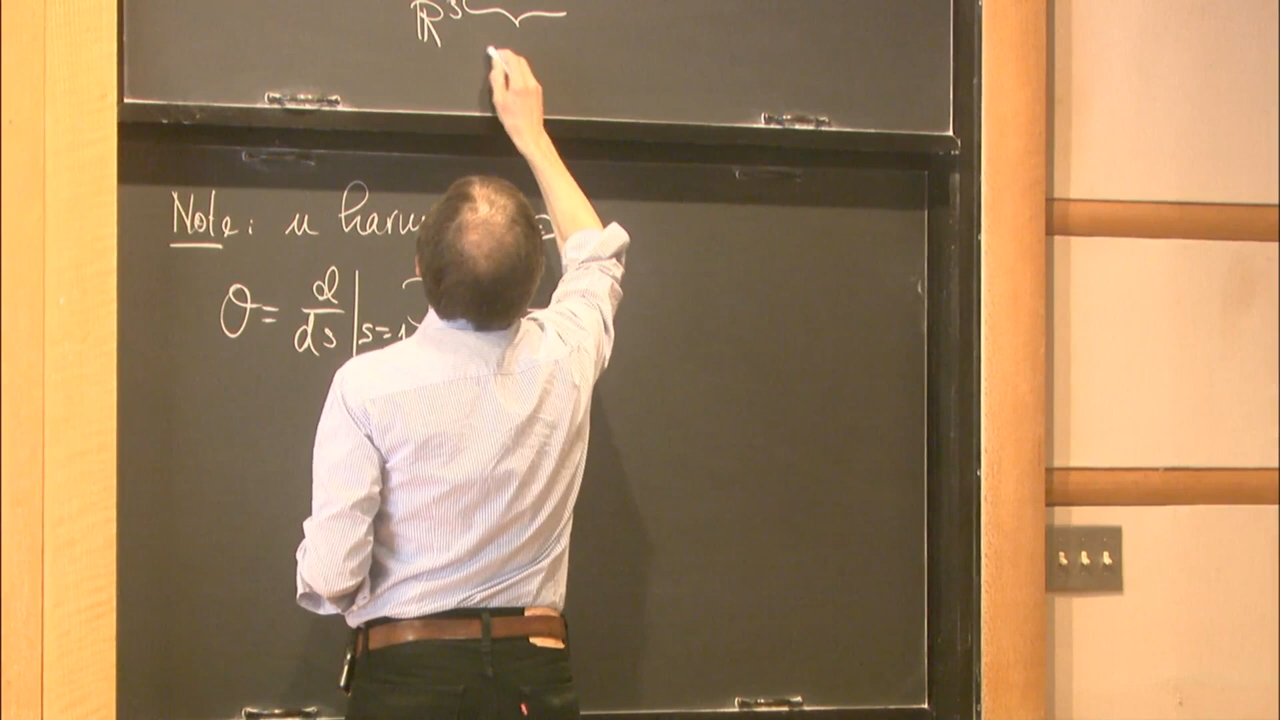 ℝ³
Note: u harm
0 = d/ds |s=1